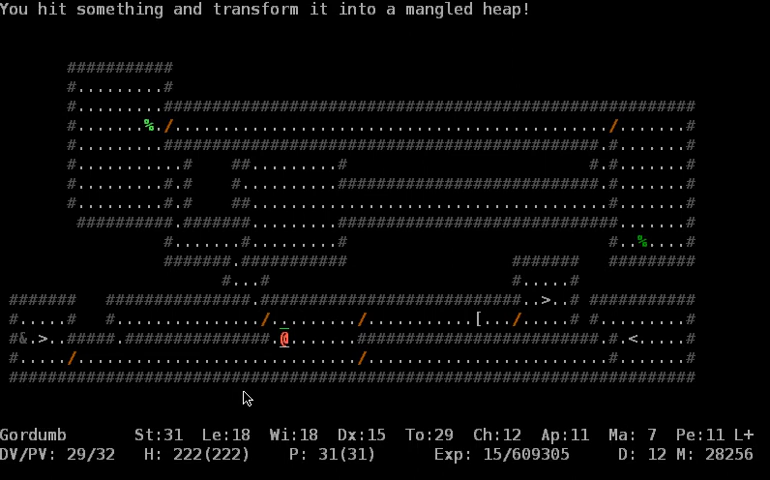 You hit something and transform it into a mangled heap!
Gordumb St:31 Le:18 Wi:18 Dx:15 To:29 Ch:12 Ap:11 Ma: 7 Pe:11 L+
DV/PV: 29/32 H: 222(222) P: 31(31) Exp: 15/609305 D: 12 M: 28256